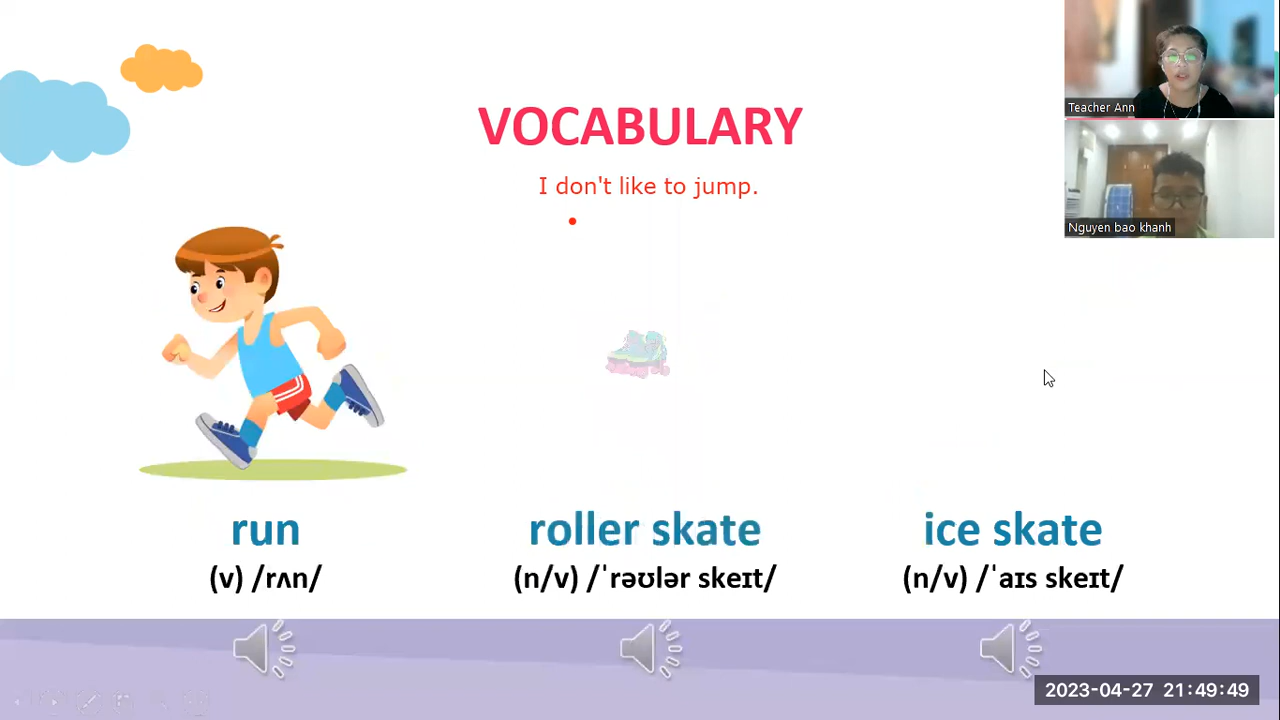 VOCABULARY
I don't like to jump.
Teacher Ann
Nguyen bao khanh
run
(v) /rʌn/
roller skate
(n/v) /ˈrəʊlər skeɪt/
ice skate
(n/v) /ˈaɪs skeɪt/
2023-04-27 21:49:49